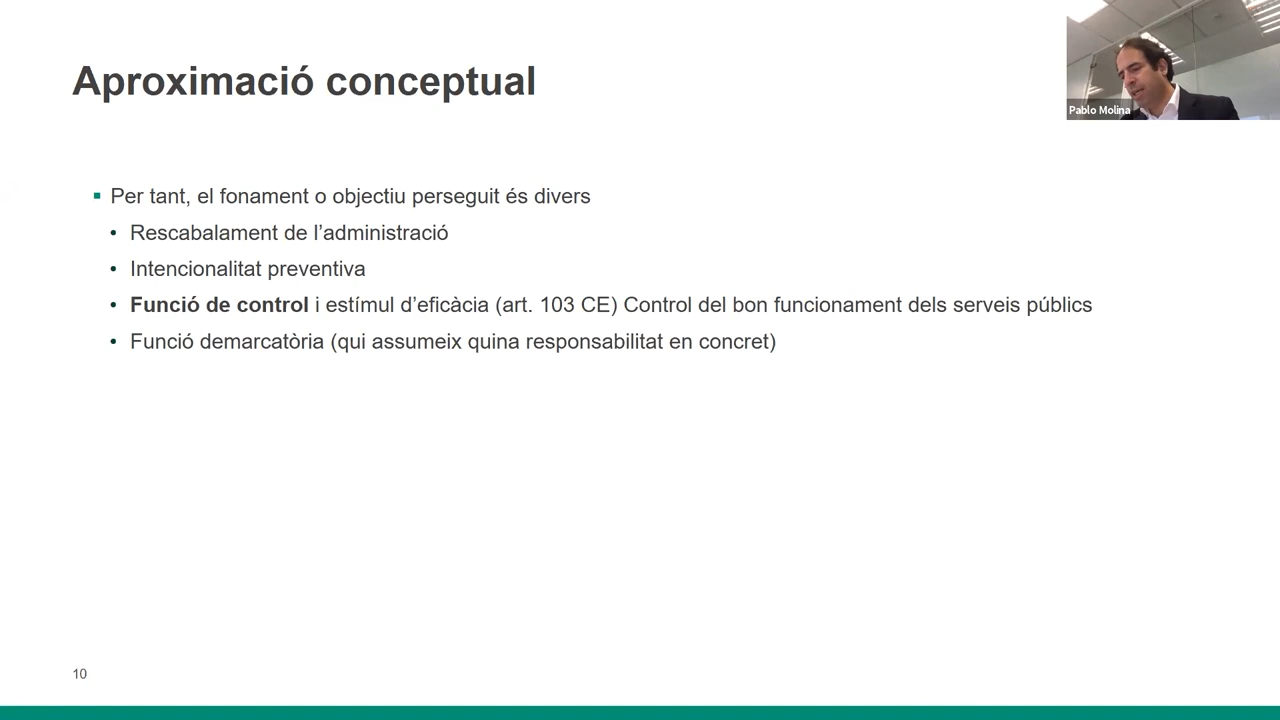 Aproximació conceptual
Pablo Molina
Per tant, el fonament o objectiu perseguit és divers
Rescabalament de l’administració
Intencionalitat preventiva
Funció de control i estímul d’eficàcia (art. 103 CE) Control del bon funcionament dels serveis públics
Funció demarcatòria (qui assumeix quina responsabilitat en concret)
10